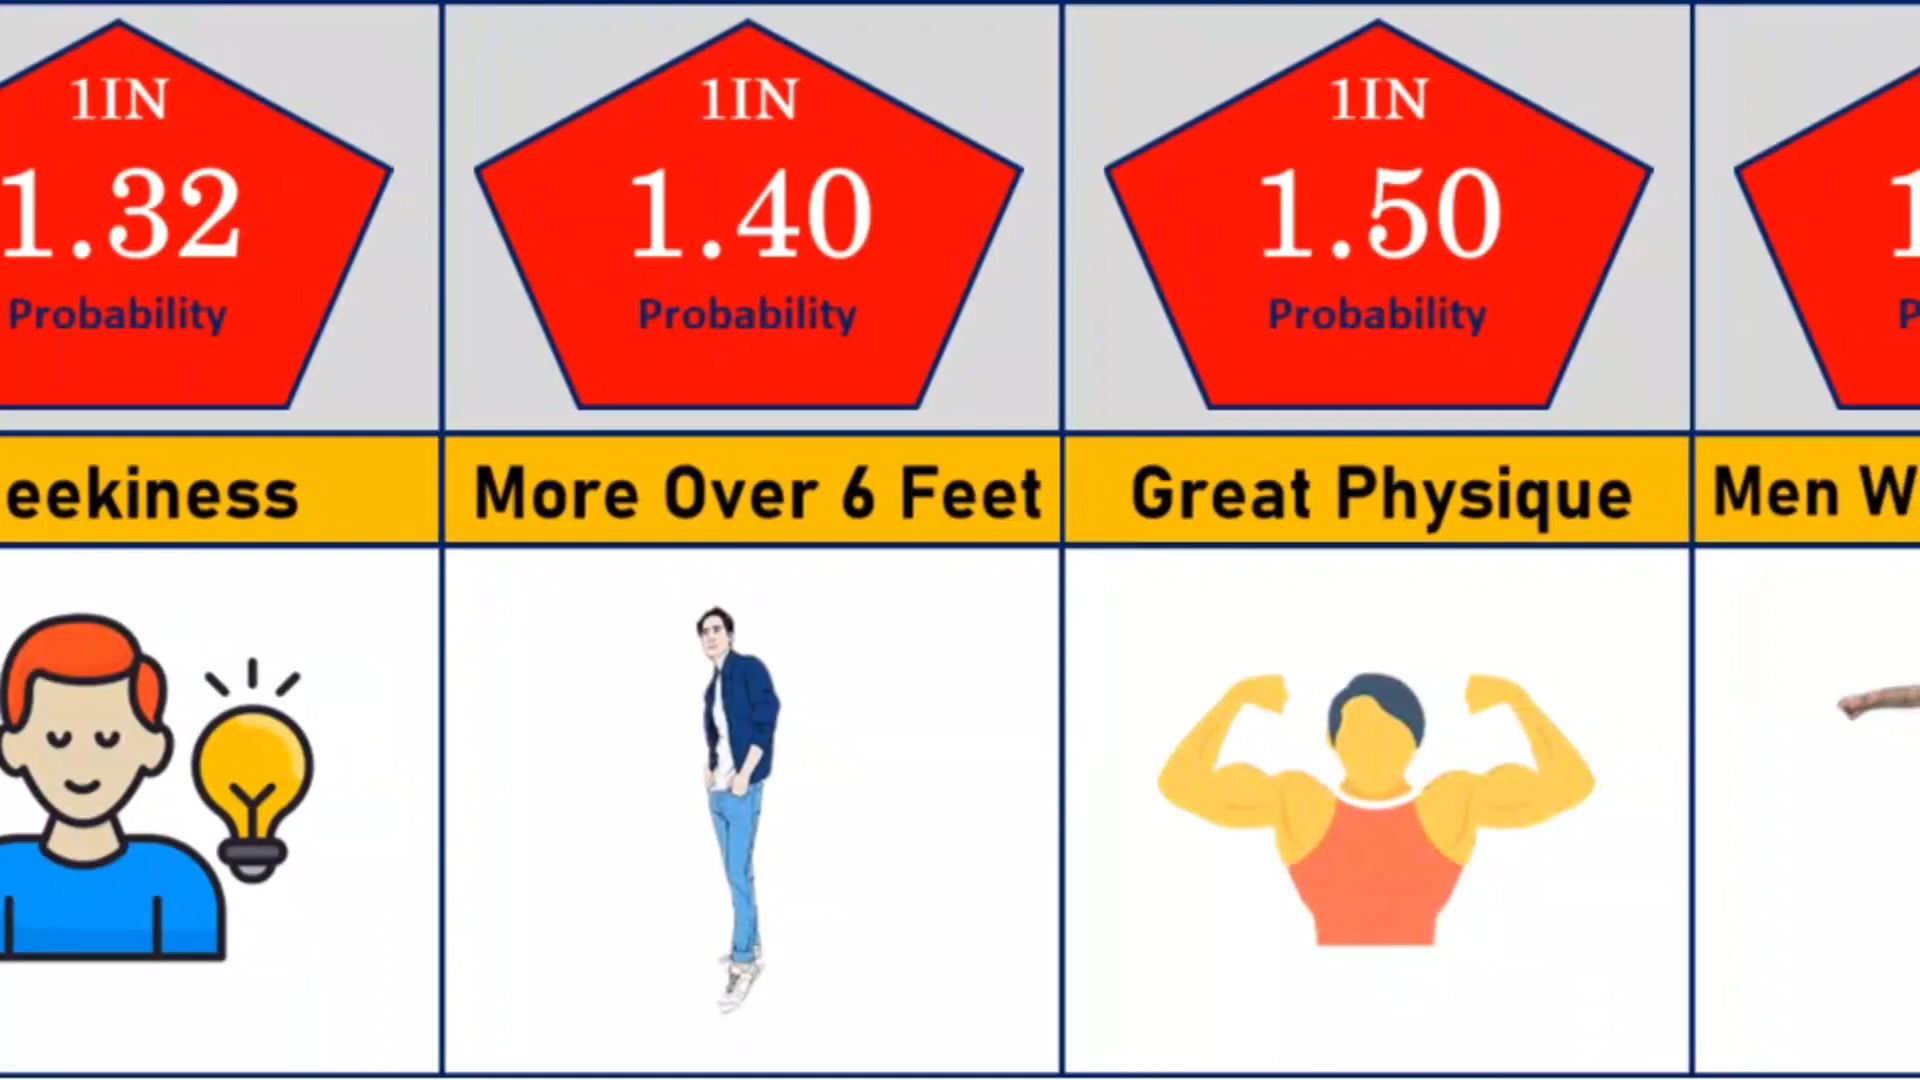 1IN
1.32
Probability
eekiness
1IN
1.40
Probability
More Over 6 Feet
1IN
1.50
Probability
Great Physique
1
P
Men W